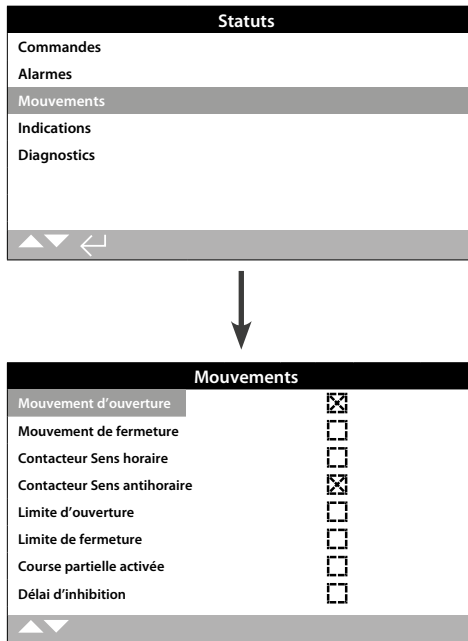 Statuts
Commandes
Alarmes
Mouvements
Indications
Diagnostics
Mouvements
Mouvement d’ouverture
Mouvement de fermeture
Contacteur Sens horaire
Contacteur Sens antihoraire
Limite d’ouverture
Limite de fermeture
Course partielle activée
Délai d’inhibition